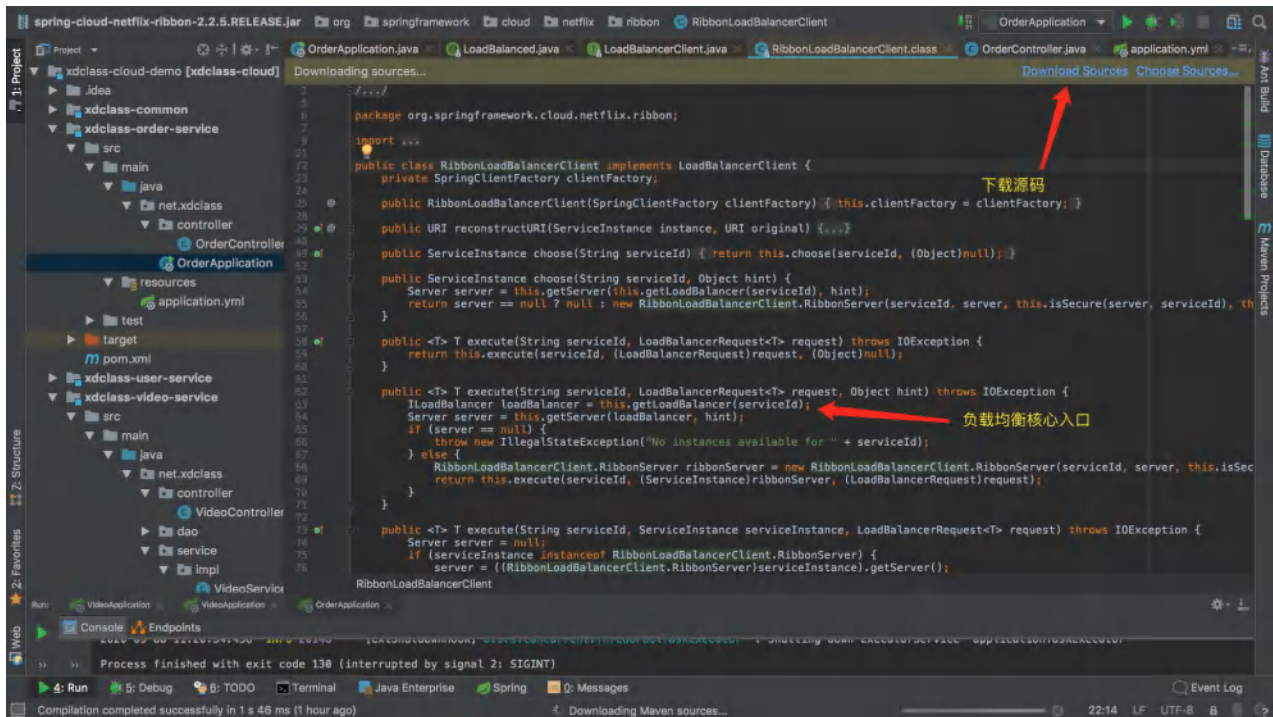 spring-cloud-netflix-ribbon-2.2.5.RELEASE.jar org springframework cloud netflix ribbon RibbonLoadBalancerClient OrderApplication
Project OrderApplication.java LoadBalanced.java LoadBalancerClient.java RibbonLoadBalancerClient.class OrderController.java application.yml
1: Project
xdclass-cloud-demo [xdclass-cloud]
.idea
xdclass-common
xdclass-order-service
src
main
java
net.xdclass
controller
OrderController
OrderApplication
resources
application.yml
test
target
pom.xml
xdclass-user-service
xdclass-video-service
src
main
java
net.xdclass
controller
VideoController
dao
service
impl
VideoService
Z: Structure
2: Favorites
Web
Downloading sources... Download Sources Choose Sources...
/.../
package org.springframework.cloud.netflix.ribbon;
import ...
public class RibbonLoadBalancerClient implements LoadBalancerClient {
private SpringClientFactory clientFactory;
下载源码
public RibbonLoadBalancerClient(SpringClientFactory clientFactory) { this.clientFactory = clientFactory; }
public URI reconstructURI(ServiceInstance instance, URI original) {...}
public ServiceInstance choose(String serviceId) { return this.choose(serviceId, (Object)null); }
public ServiceInstance choose(String serviceId, Object hint) {
Server server = this.getServer(this.getLoadBalancer(serviceId), hint);
return server == null ? null : new RibbonLoadBalancerClient.RibbonServer(serviceId, server, this.isSecure(server, serviceId), th
}
public <T> T execute(String serviceId, LoadBalancerRequest<T> request) throws IOException {
return this.execute(serviceId, (LoadBalancerRequest)request, (Object)null);
}
public <T> T execute(String serviceId, LoadBalancerRequest<T> request, Object hint) throws IOException {
ILoadBalancer loadBalancer = this.getLoadBalancer(serviceId);
Server server = this.getServer(loadBalancer, hint);
负载均衡核心入口
if (server == null) {
throw new IllegalStateException("No instances available for " + serviceId);
} else {
RibbonLoadBalancerClient.RibbonServer ribbonServer = new RibbonLoadBalancerClient.RibbonServer(serviceId, server, this.isSec
return this.execute(serviceId, (ServiceInstance)ribbonServer, (LoadBalancerRequest)request);
}
}
public <T> T execute(String serviceId, ServiceInstance serviceInstance, LoadBalancerRequest<T> request) throws IOException {
Server server = null;
if (serviceInstance instanceof RibbonLoadBalancerClient.RibbonServer) {
server = ((RibbonLoadBalancerClient.RibbonServer)serviceInstance).getServer();
RibbonLoadBalancerClient
Ant Build
Database
Maven Projects
Run: VideoApplication VideoApplication OrderApplication
Console Endpoints
Process finished with exit code 130 (interrupted by signal 2: SIGINT)
4: Run 5: Debug 6: TODO Terminal Java Enterprise Spring 0: Messages Event Log
Compilation completed successfully in 1 s 46 ms (1 hour ago) Downloading Maven sources... 22:14 LF UTF-8